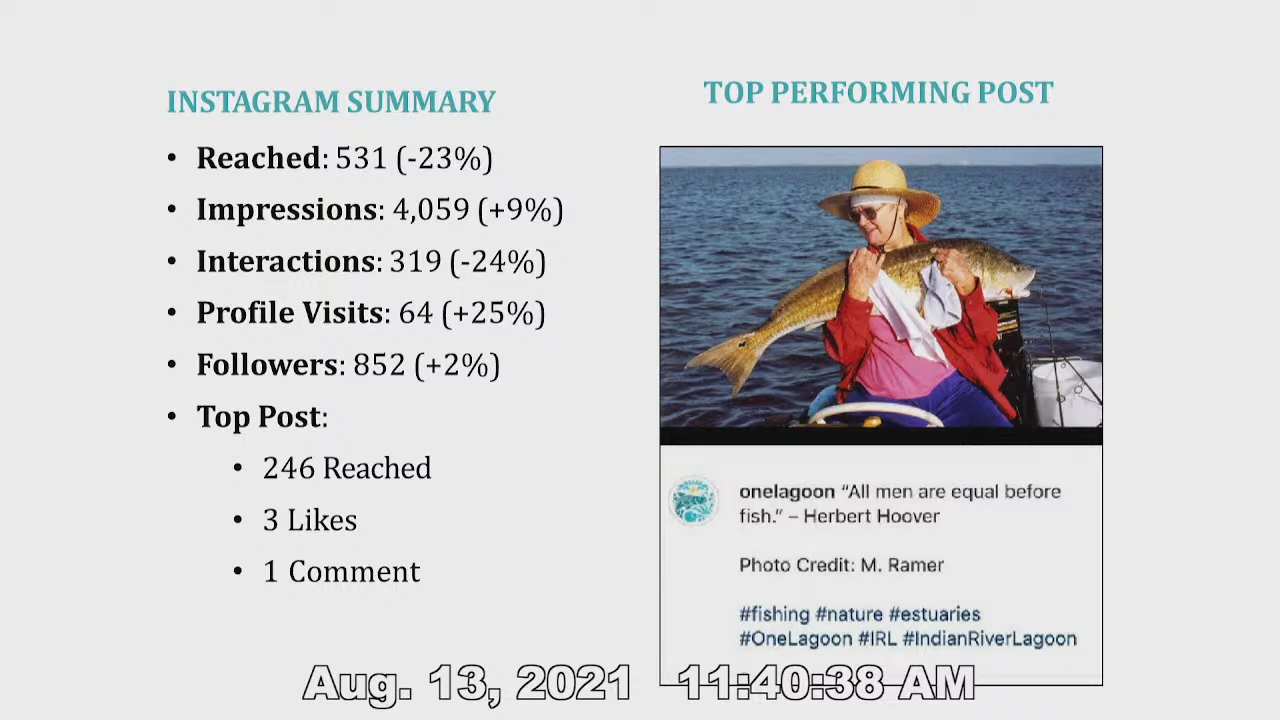 INSTAGRAM SUMMARY
• Reached: 531 (-23%)
• Impressions: 4,059 (+9%)
• Interactions: 319 (-24%)
• Profile Visits: 64 (+25%)
• Followers: 852 (+2%)
• Top Post:
• 246 Reached
• 3 Likes
• 1 Comment
TOP PERFORMING POST
onelagoon “All men are equal before
fish.” – Herbert Hoover
Photo Credit: M. Ramer
#fishing #nature #estuaries
#OneLagoon #IRL #IndianRiverLagoon
Aug. 13, 2021 11:40:38 AM